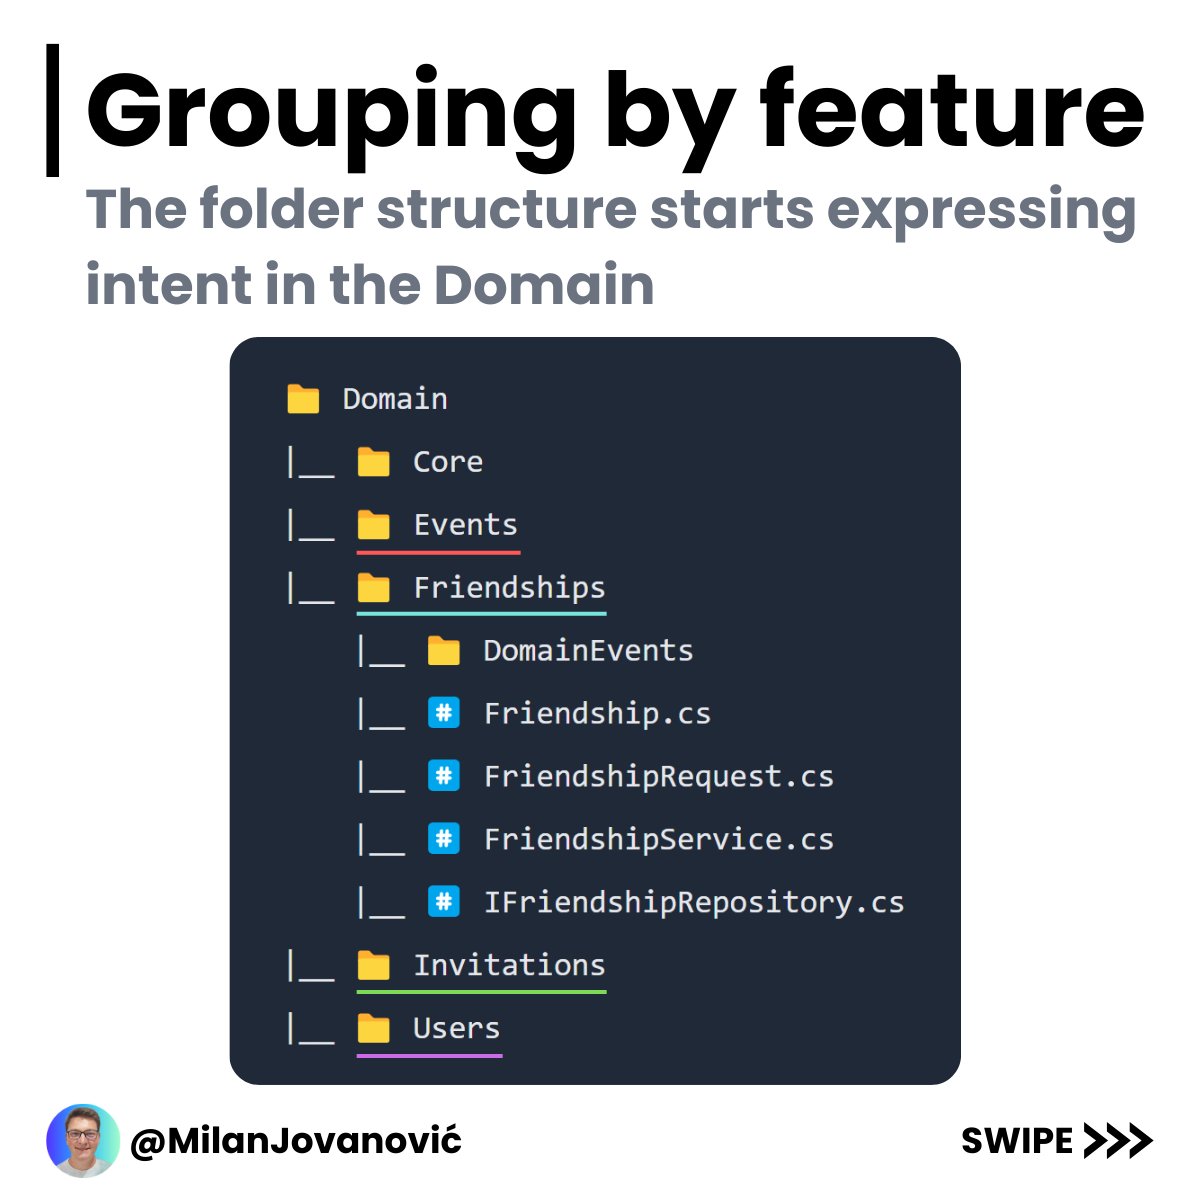 Grouping by feature
The folder structure starts expressing
intent in the Domain
Domain
|__ Core
|__ Events
|__ Friendships
|__ DomainEvents
|__ # Friendship.cs
|__ # FriendshipRequest.cs
|__ # FriendshipService.cs
|__ # IFriendshipRepository.cs
|__ Invitations
|__ Users
@MilanJovanović
SWIPE >>>